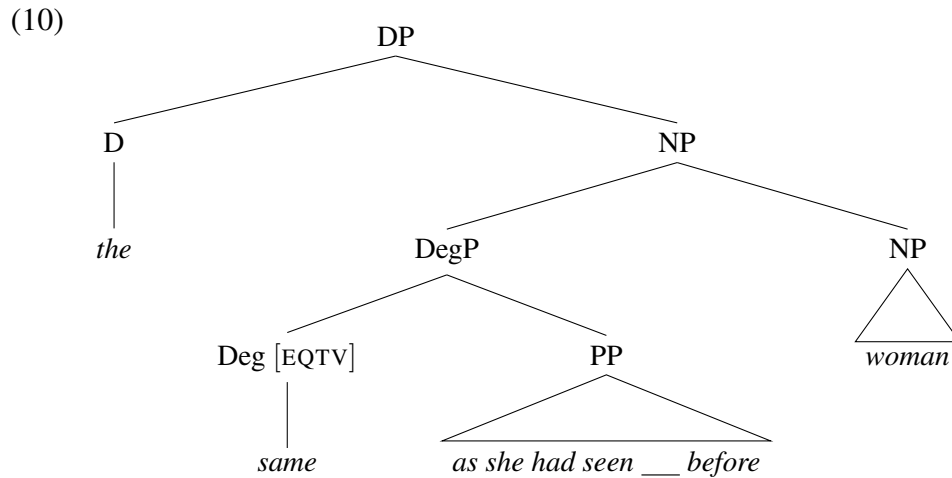 (10)
DP
D NP
the DegP NP
Deg [EQTV] PP woman
same as she had seen ___ before